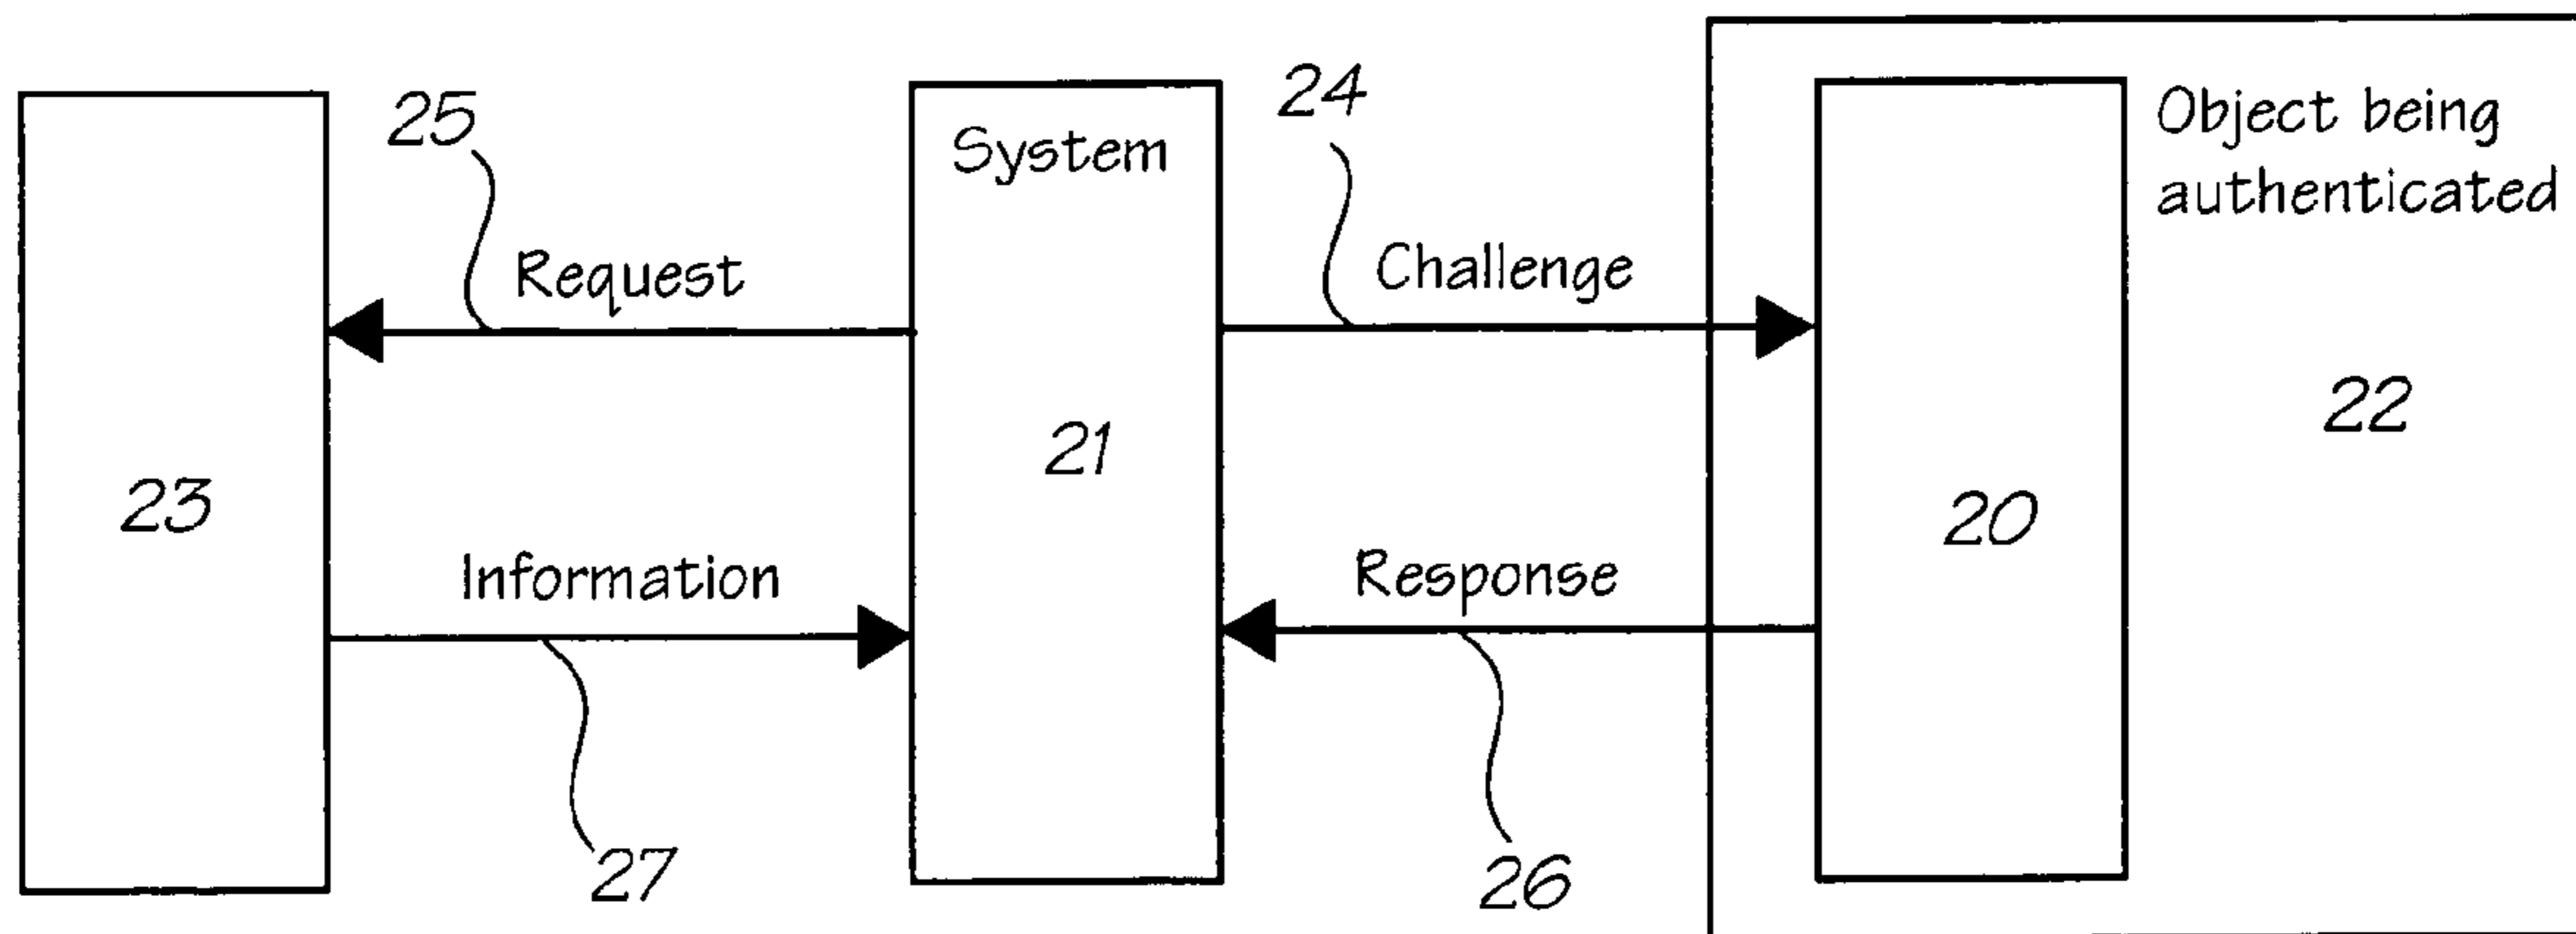 25
24
System
Object being
authenticated
Request
Challenge
22
21
23
20
Information
Response
27
26